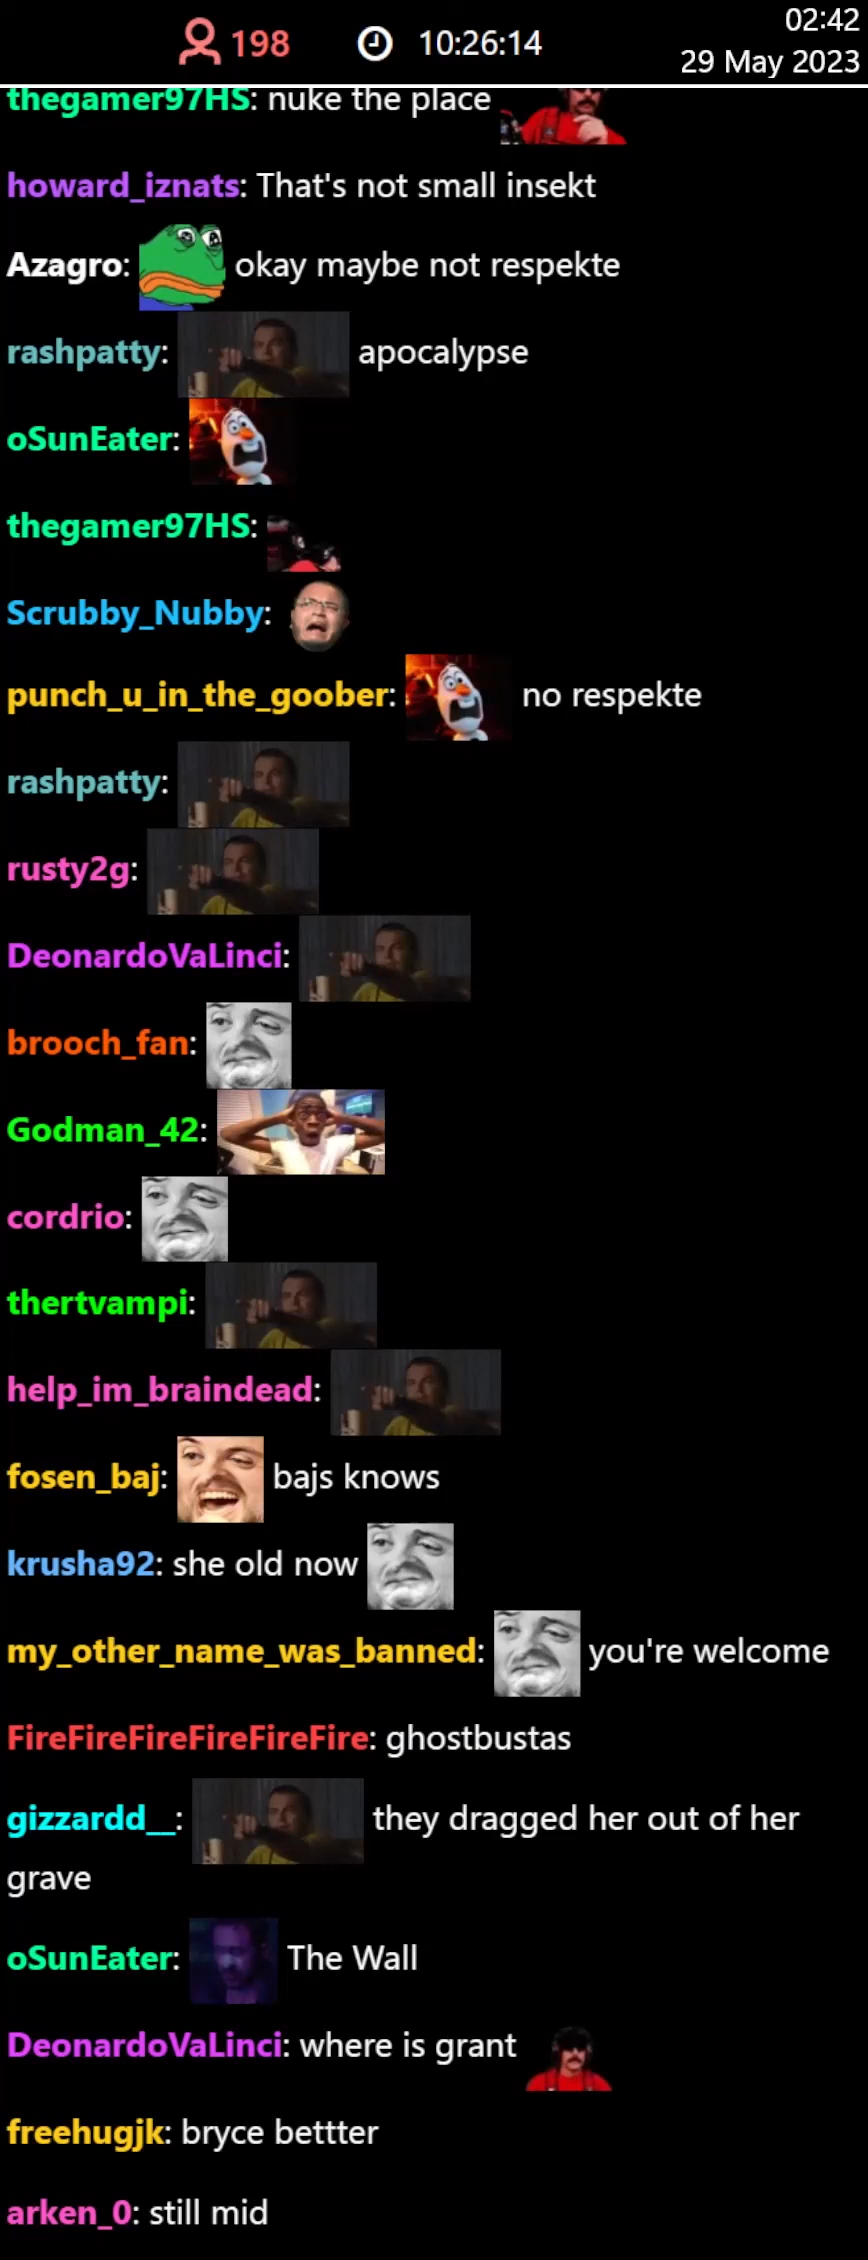 198 10:26:14 02:42
29 May 2023
thegamer97HS: nuke the place
howard_iznats: That's not small insekt
Azagro: okay maybe not respekte
rashpatty: apocalypse
oSunEater:
thegamer97HS:
Scrubby_Nubby:
punch_u_in_the_goober: no respekte
rashpatty:
rusty2g:
DeonardoVaLinci:
brooch_fan:
Godman_42:
cordrio:
thertvampi:
help_im_braindead:
fosen_baj: bajs knows
krusha92: she old now
my_other_name_was_banned: you're welcome
FireFireFireFireFireFire: ghostbustas
gizzardd__: they dragged her out of her
grave
oSunEater: The Wall
DeonardoVaLinci: where is grant
freehugjk: bryce bettter
arken_0: still mid